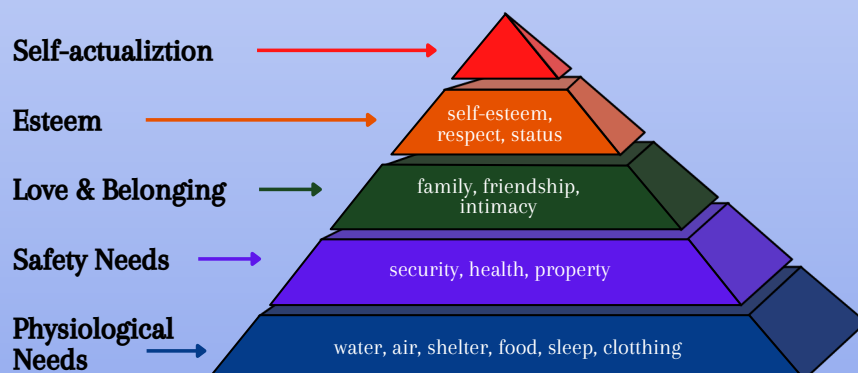 Self-actualiztion
Esteem
self-esteem,
respect, status
Love & Belonging
family, friendship,
intimacy
Safety Needs
security, health, property
Physiological
Needs
water, air, shelter, food, sleep, clotthing